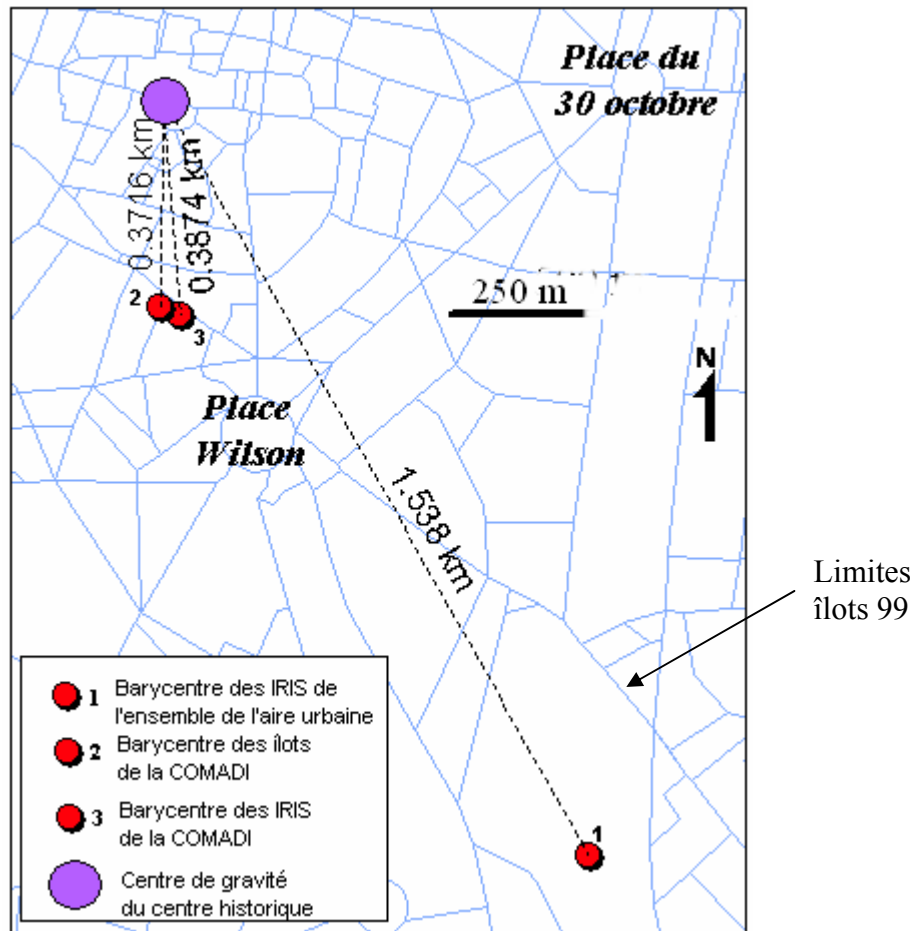 Place du
30 octobre
0.3716 km
0.3874 km
250 m
2
3
N
Place
Wilson
1.538 km
Limites
îlots 99
1
1 Barycentre des IRIS de
l'ensemble de l'aire urbaine
2 Barycentre des îlots
de la COMADI
3 Barycentre des IRIS
de la COMADI
Centre de gravité
du centre historique